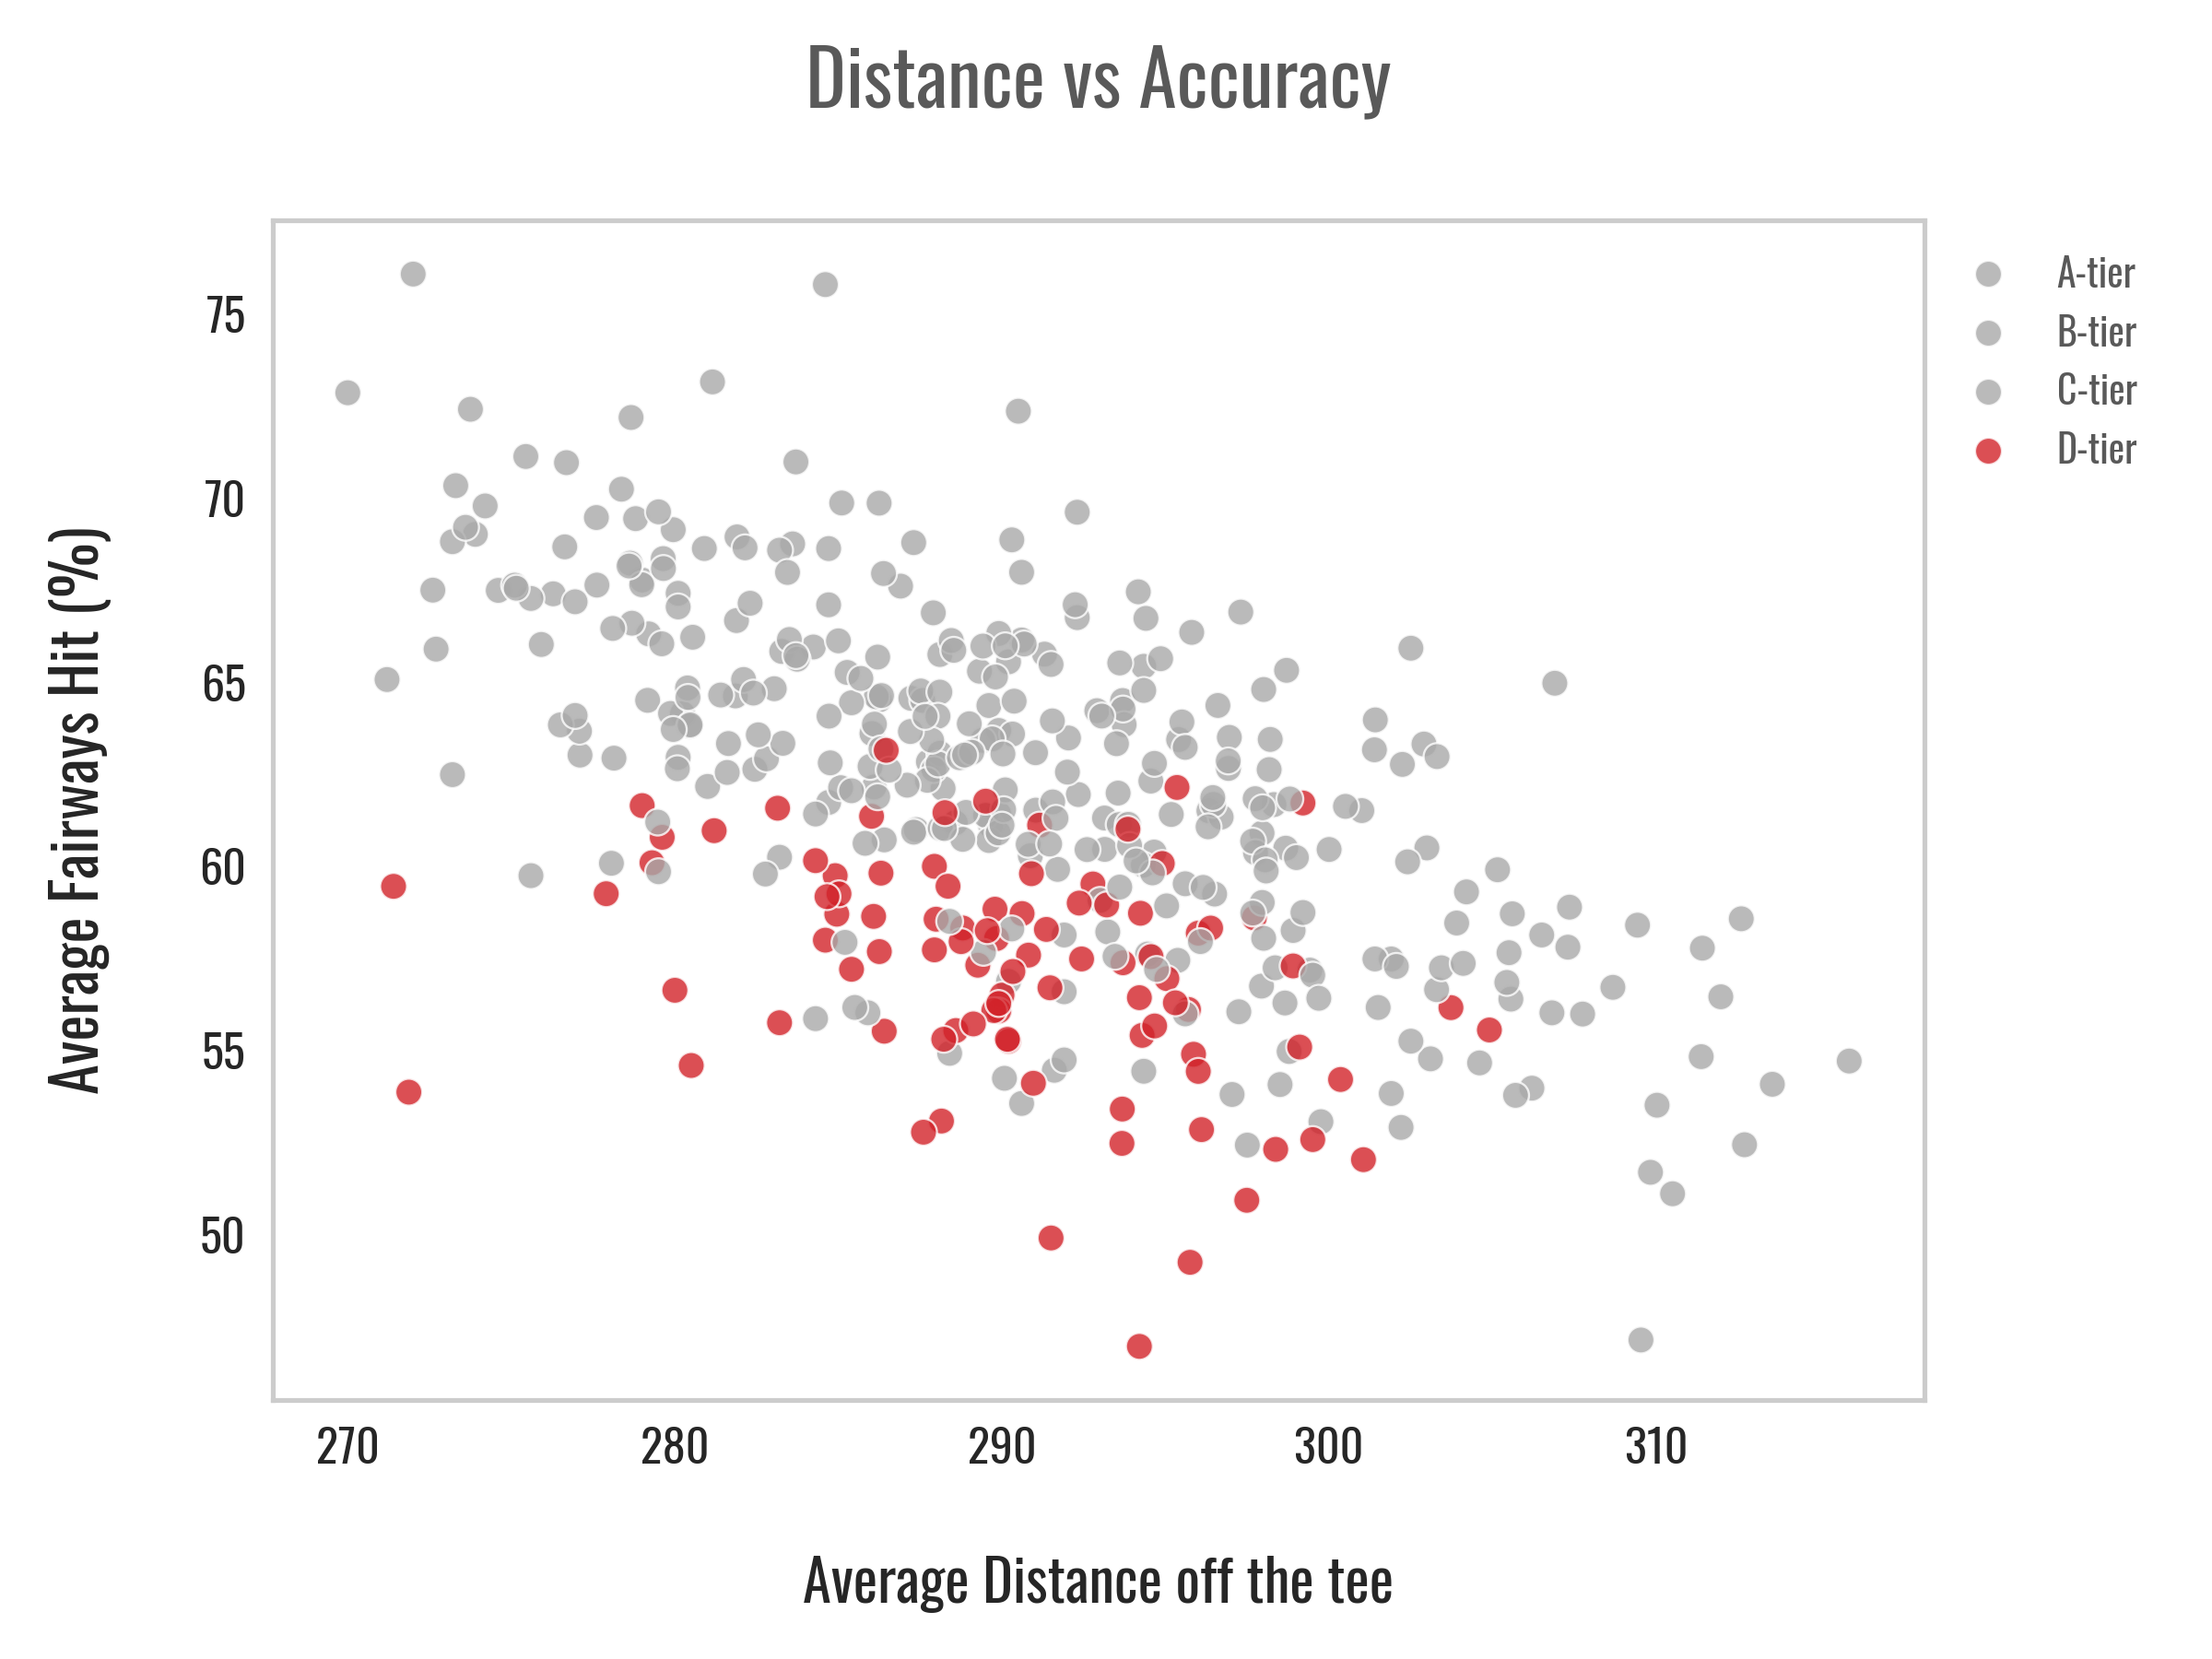 Distance vs Accuracy
A-tier
B-tier
C-tier
D-tier
Average Fairways Hit (%)
75
70
65
60
55
50
270 280 290 300 310
Average Distance off the tee